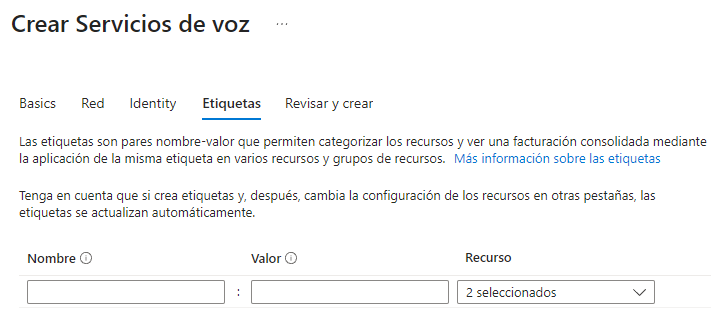 Crear Servicios de voz ...
Basics Red Identity Etiquetas Revisar y crear
Las etiquetas son pares nombre-valor que permiten categorizar los recursos y ver una facturación consolidada mediante
la aplicación de la misma etiqueta en varios recursos y grupos de recursos. Más información sobre las etiquetas
Tenga en cuenta que si crea etiquetas y, después, cambia la configuración de los recursos en otras pestañas, las
etiquetas se actualizan automáticamente.
Nombre Valor Recurso
: 2 seleccionados